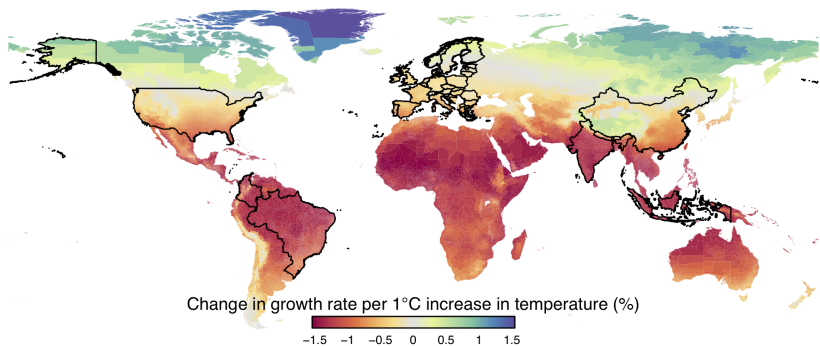 Change in growth rate per 1°C increase in temperature (%)
−1.5 −1 −0.5 0 0.5 1 1.5